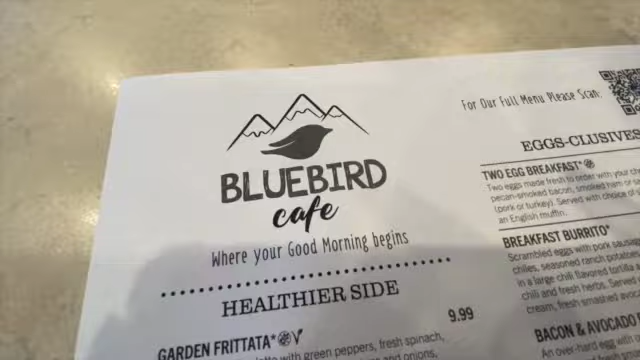 BLUEBIRD
cafe
Where your Good Morning begins
HEALTHIER SIDE
GARDEN FRITTATA* 9.99
with green peppers, fresh spinach,
and onions,
For Our Full Menu Please Scan:
EGGS-CLUSIVES
TWO EGG BREAKFAST*
Two eggs made fresh to order with your
pecan-smoked bacon, smoked ham or
(pork or turkey). Served with choice of
an English muffin.
BREAKFAST BURRITO*
Scrambled eggs with pork
chiles, seasoned ranch potatoes,
in a large chili flavored tortilla
chili and fresh herbs. Served
cream, fresh smashed
BACON & AVOCADO
An over-hard egg with